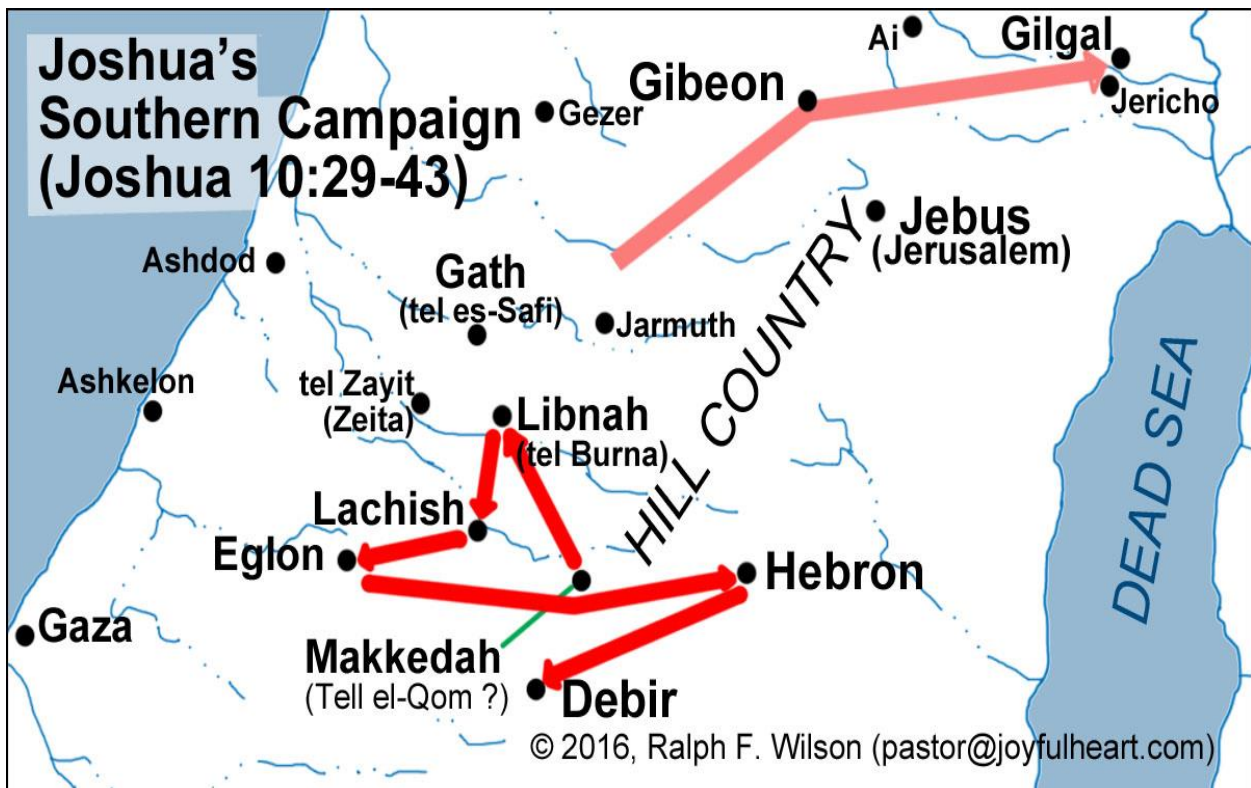 Joshua's
Southern Campaign
(Joshua 10:29-43)
Ai
Gilgal
Gibeon
Jericho
Gezer
Jebus
(Jerusalem)
Ashdod
Gath
(tel es-Safi)
Jarmuth
HILL COUNTRY
Ashkelon
tel Zayit
(Zeita)
Libnah
(tel Burna)
DEAD SEA
Lachish
Eglon
Hebron
Gaza
Makkedah
(Tell el-Qom ?)
Debir
© 2016, Ralph F. Wilson (pastor@joyfulheart.com)